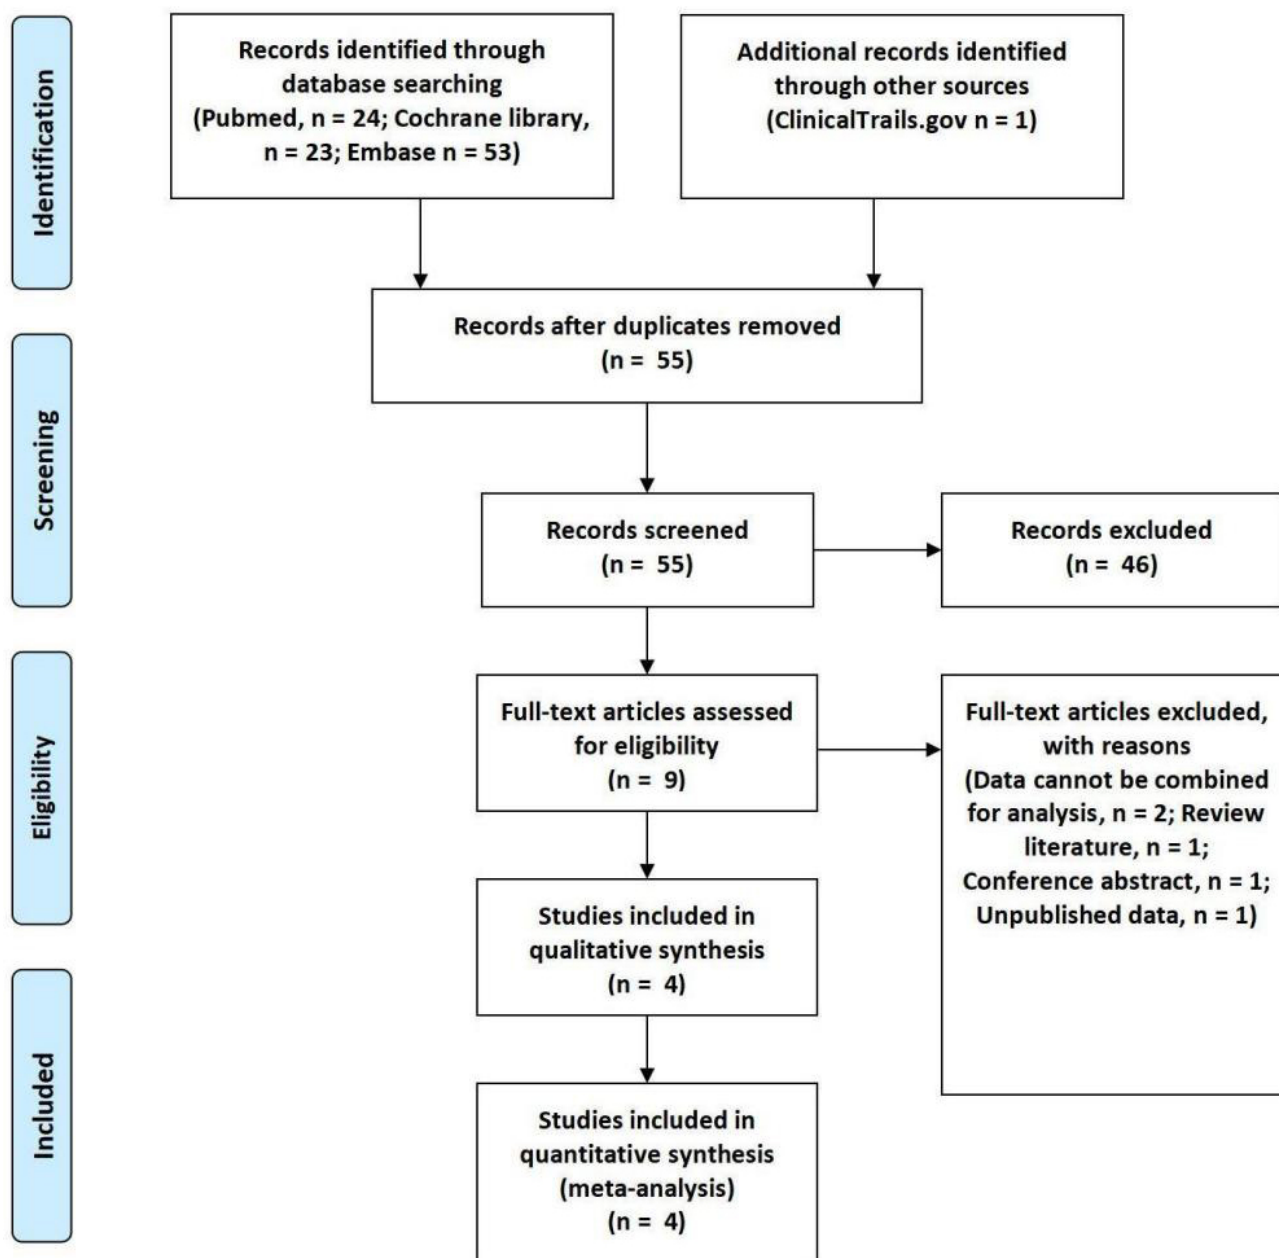 Identification
Records identified through
database searching
(Pubmed, n = 24; Cochrane library,
n = 23; Embase n = 53)
Additional records identified
through other sources
(ClinicalTrails.gov n = 1)
Records after duplicates removed
(n = 55)
Screening
Records screened
(n = 55)
Records excluded
(n = 46)
Eligibility
Full-text articles assessed
for eligibility
(n = 9)
Full-text articles excluded,
with reasons
(Data cannot be combined
for analysis, n = 2; Review
literature, n = 1;
Conference abstract, n = 1;
Unpublished data, n = 1)
Studies included in
qualitative synthesis
(n = 4)
Included
Studies included in
quantitative synthesis
(meta-analysis)
(n = 4)